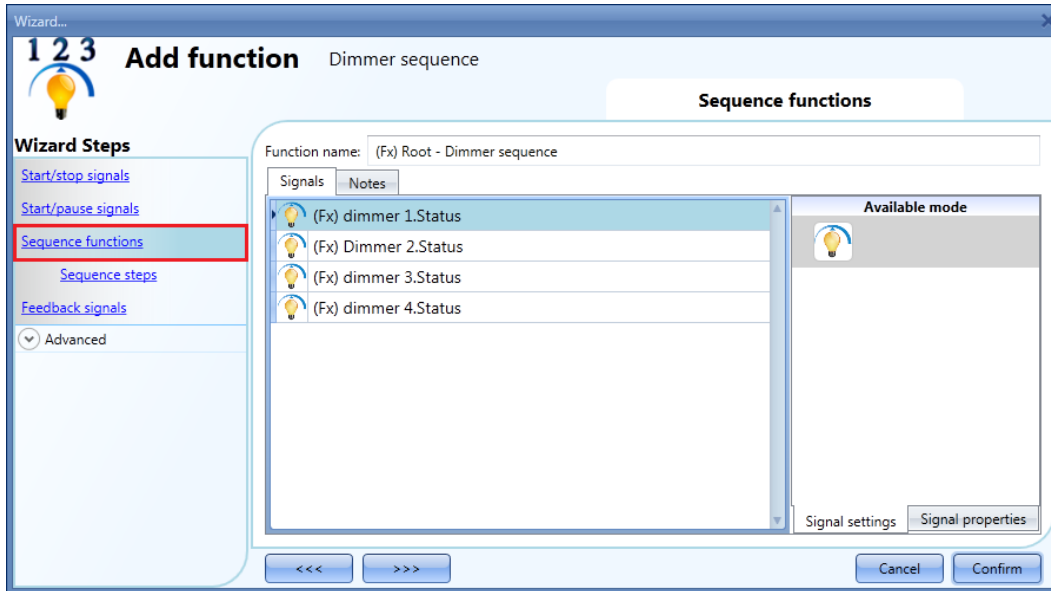 Wizard...
1 2 3
Add function Dimmer sequence
Sequence functions
Wizard Steps
Start/stop signals
Start/pause signals
Sequence functions
Sequence steps
Feedback signals
Advanced
Function name: (Fx) Root - Dimmer sequence
Signals Notes
(Fx) dimmer 1.Status
(Fx) Dimmer 2.Status
(Fx) dimmer 3.Status
(Fx) dimmer 4.Status
Available mode
Signal settings Signal properties
<<< >>> Cancel Confirm